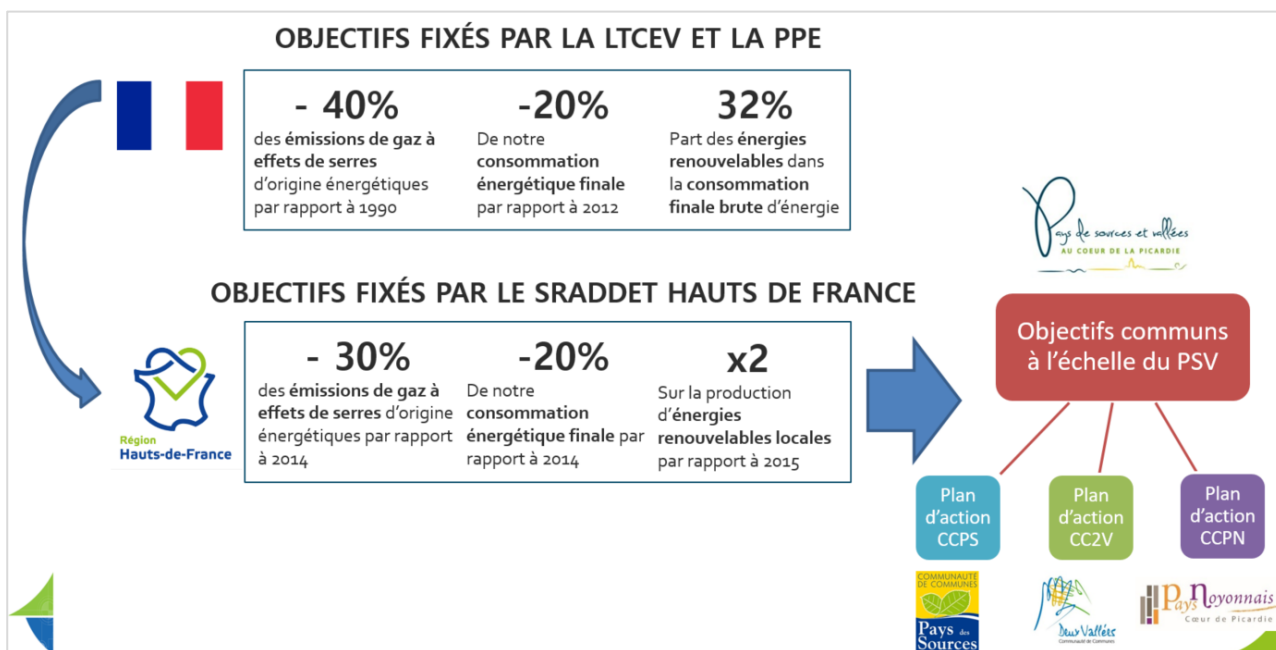 OBJECTIFS FIXÉS PAR LA LTCEV ET LA PPE
- 40%
des émissions de gaz à
effets de serres
d'origine énergétiques
par rapport à 1990
-20%
De notre
consommation
énergétique finale
par rapport à 2012
32%
Part des énergies
renouvelables dans
la consommation
finale brute d'énergie
Pays de sources et vallées
AU COEUR DE LA PICARDIE
OBJECTIFS FIXÉS PAR LE SRADDET HAUTS DE FRANCE
Région
Hauts-de-France
- 30%
des émissions de gaz à
effets de serres d'origine
énergétiques par rapport
à 2014
-20%
De notre
consommation
énergétique finale par
rapport à 2014
x2
Sur la production
d'énergies
renouvelables locales
par rapport à 2015
Objectifs communs
à l'échelle du PSV
Plan
d'action
CCPS
Plan
d'action
CC2V
Plan
d'action
CCPN
COMMUNAUTÉ
DE COMMUNES
Pays des
Sources
Deux Vallées
Communauté de Communes
Pays Noyonnais
Cœur de Picardie